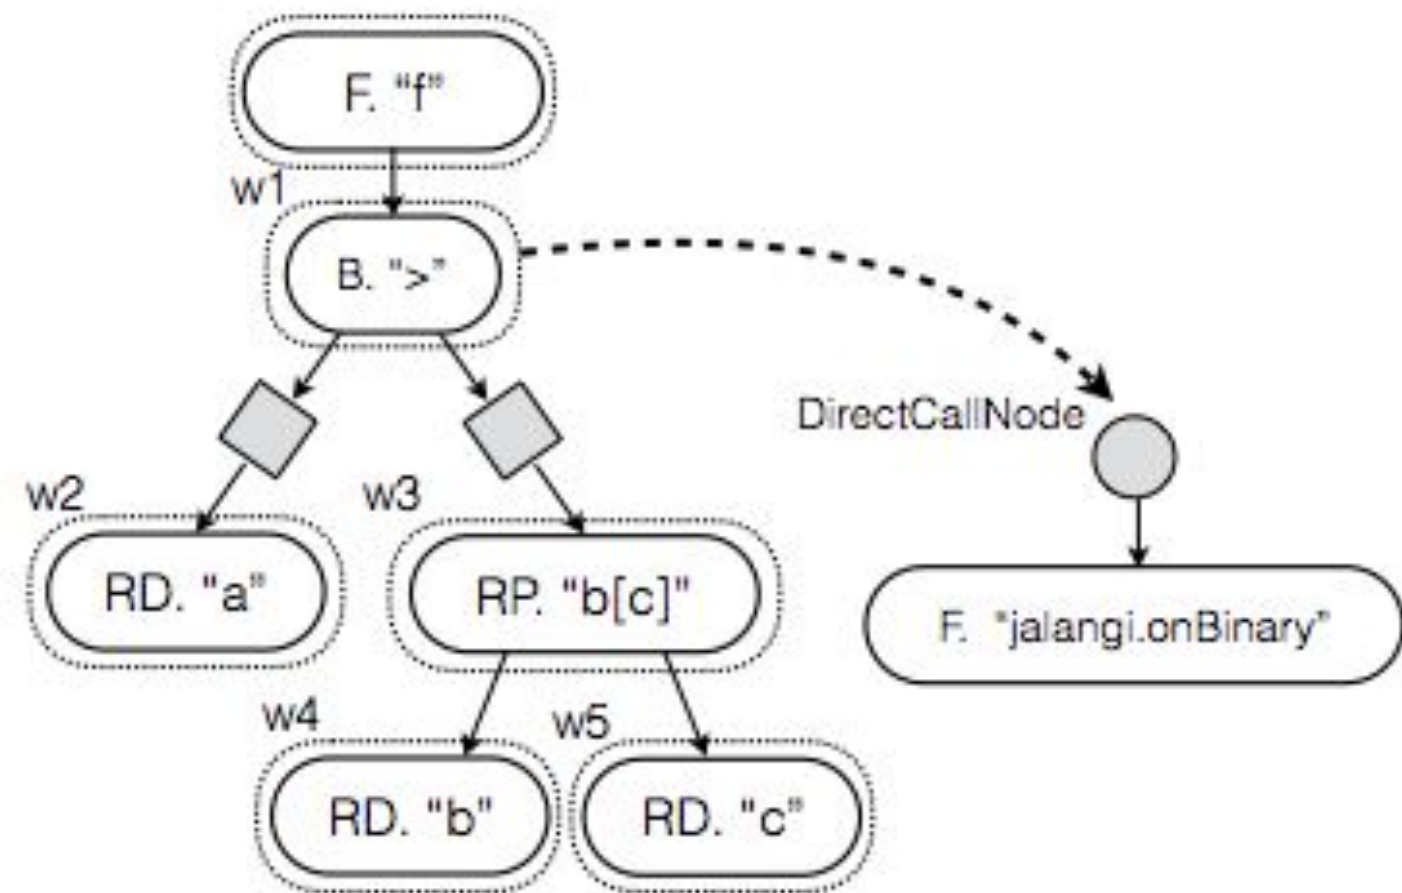 F. “f”
w1
B. “>”
DirectCallNode
w2
w3
RD. “a”
RP. “b[c]”
F. “jalangi.onBinary”
w4
w5
RD. “b”
RD. “c”